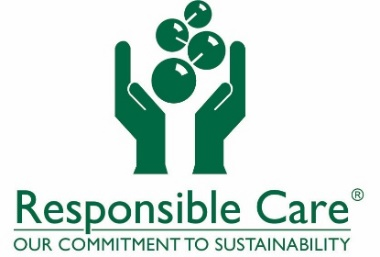 Responsible Care®
OUR COMMITMENT TO SUSTAINABILITY